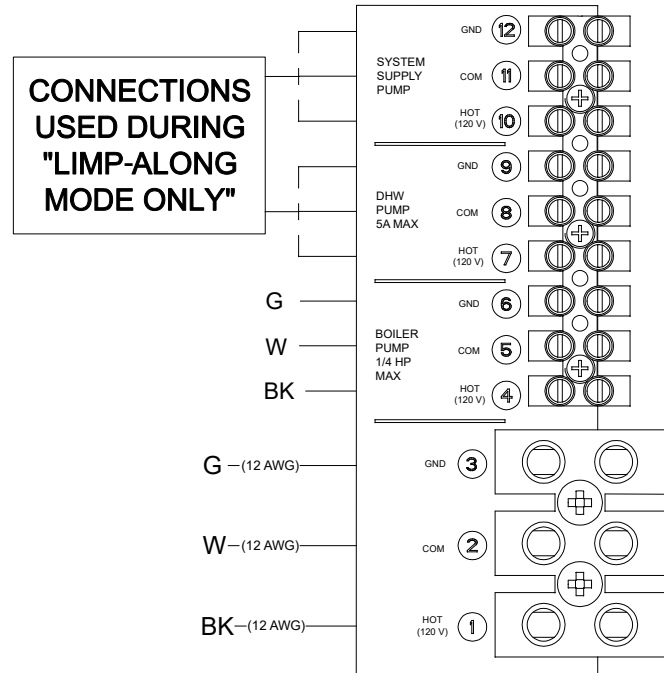 GND 12
SYSTEM
SUPPLY
PUMP
COM 11
HOT
(120 V) 10
CONNECTIONS
USED DURING
"LIMP-ALONG
MODE ONLY"
GND 9
DHW
PUMP
5A MAX
COM 8
HOT
(120 V) 7
G
GND 6
W
BOILER
PUMP
1/4 HP
MAX
COM 5
BK
HOT
(120 V) 4
G (12 AWG)
GND 3
W (12 AWG)
COM 2
BK (12 AWG)
HOT
(120 V) 1